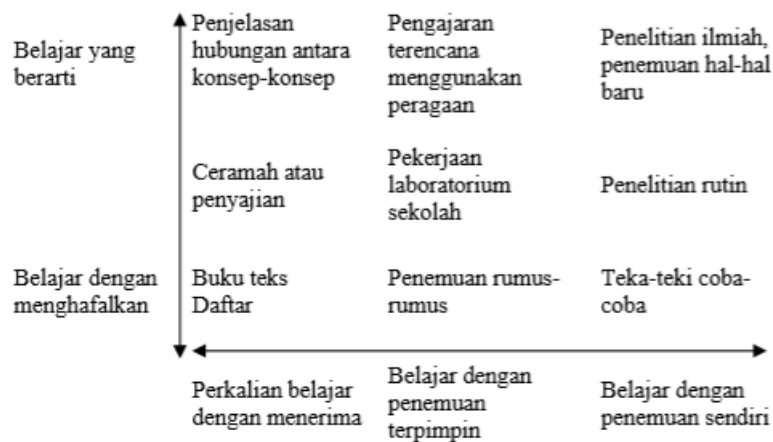 Belajar yang
berarti
Penjelasan
hubungan antara
konsep-konsep
Pengajaran
terencana
menggunakan
peragaan
Penelitian ilmiah,
penemuan hal-hal
baru
Ceramah atau
penyajian
Pekerjaan
laboratorium
sekolah
Penelitian rutin
Belajar dengan
menghafalkan
Buku teks
Daftar
Penemuan rumus-
rumus
Teka-teki coba-
coba
Perkalian belajar
dengan menerima
Belajar dengan
penemuan
terpimpin
Belajar dengan
penemuan sendiri